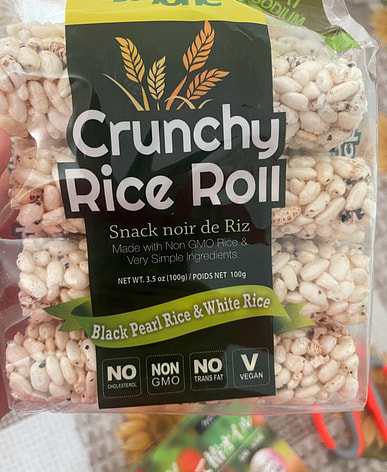 SODIUM
Crunchy
Rice Roll
Snack noir de Riz
Made with Non GMO Rice &
Very Simple Ingredients
NET WT. 3.5 oz (100g) / POIDS NET 100g
Black Pearl Rice & White Rice
NO
CHOLESTEROL
NON
GMO
NO
TRANS FAT
V
VEGAN